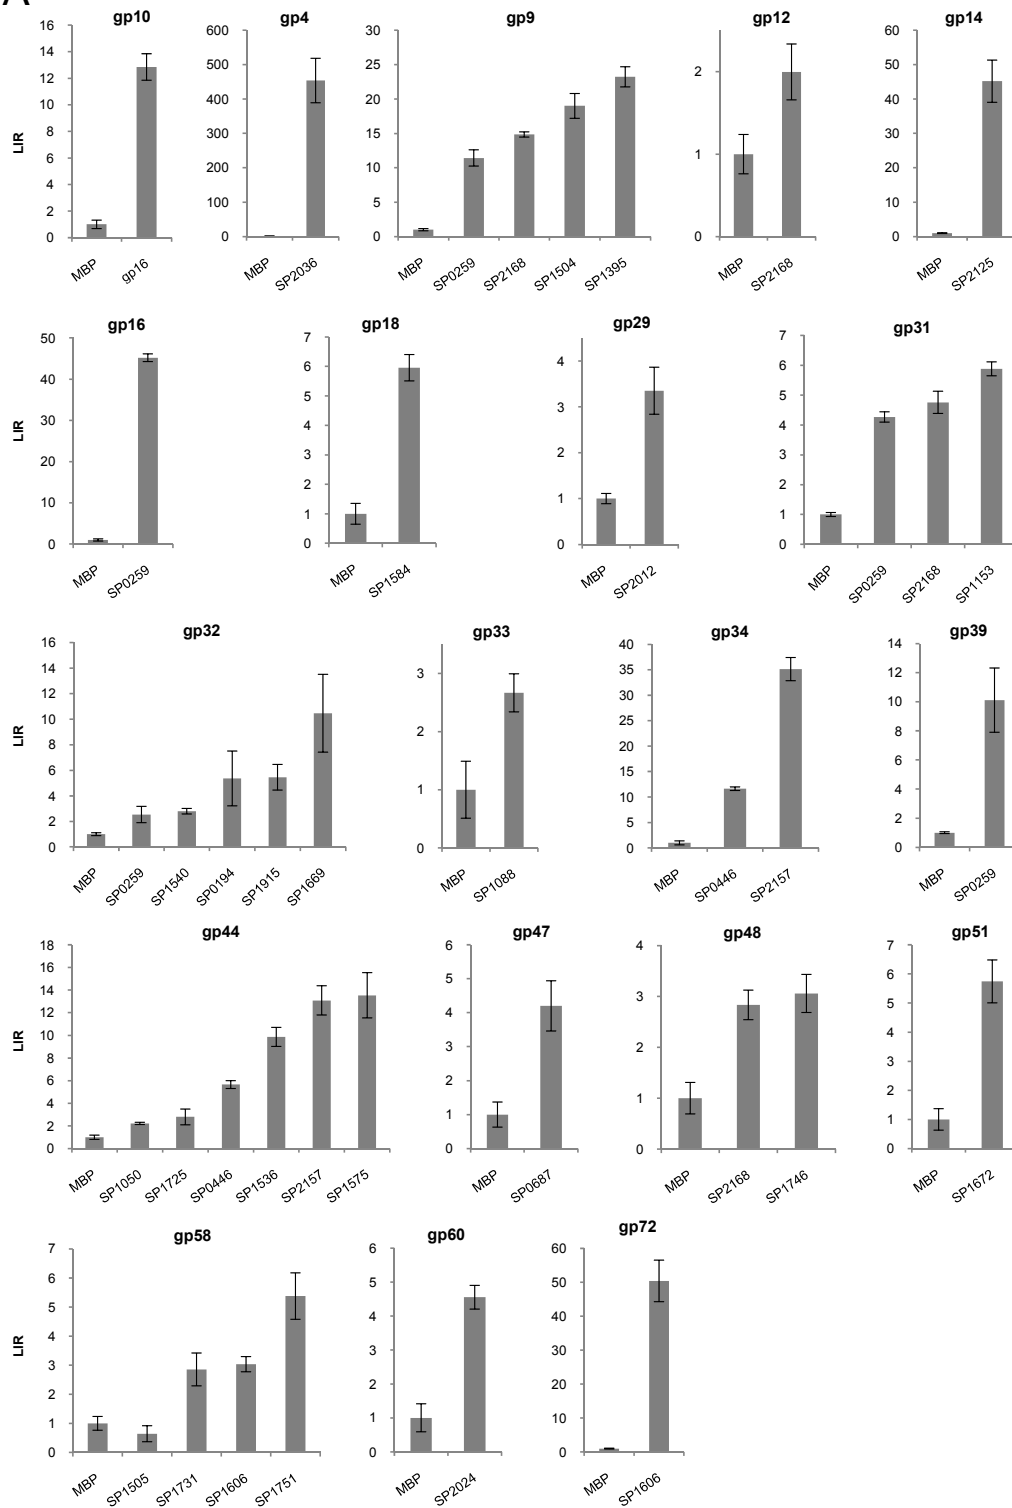 A
gp10 gp4 gp9 gp12 gp14
LIR
16 14 12 10 8 6 4 2 0
MBP gp16
600 500 400 300 200 100 0
MBP SP2036
30 25 20 15 10 5 0
MBP SP0259 SP2168 SP1504 SP1395
2 1 0
MBP SP2168
60 50 40 30 20 10 0
MBP SP2125
gp16 gp18 gp29 gp31
LIR
50 40 30 20 10 0
MBP SP0259
7 6 5 4 3 2 1 0
MBP SP1584
4 3 2 1 0
MBP SP2012
7 6 5 4 3 2 1 0
MBP SP0259 SP2168 SP1153
gp32 gp33 gp34 gp39
LIR
16 14 12 10 8 6 4 2 0
MBP SP0259 SP1540 SP0194 SP1915 SP1669
3 2 1 0
MBP SP1088
40 35 30 25 20 15 10 5 0
MBP SP0446 SP2157
14 12 10 8 6 4 2 0
MBP SP0259
gp44 gp47 gp48 gp51
LIR
18 16 14 12 10 8 6 4 2 0
MBP SP1050 SP1725 SP0446 SP1536 SP2157 SP1575
6 5 4 3 2 1 0
MBP SP0687
4 3 2 1 0
MBP SP2168 SP1746
7 6 5 4 3 2 1 0
MBP SP1672
gp58 gp60 gp72
LIR
7 6 5 4 3 2 1 0
MBP SP1505 SP1731 SP1606 SP1751
6 5 4 3 2 1 0
MBP SP2024
60 50 40 30 20 10 0
MBP SP1606